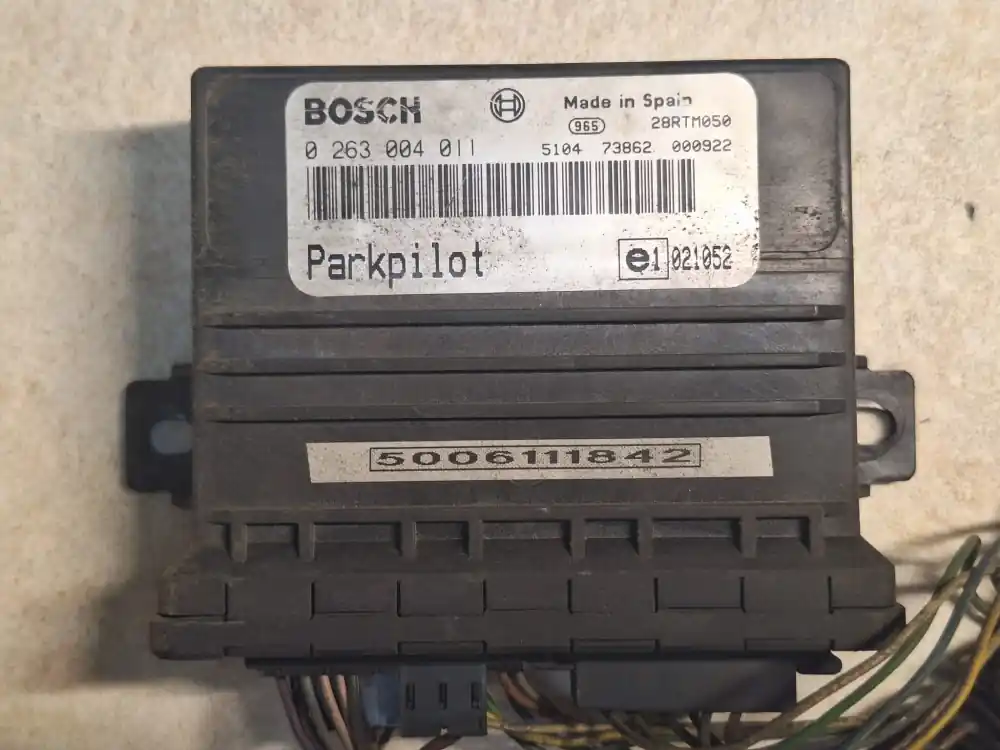 BOSCH Made in Spain
965 28RTM050
0 263 004 011 5104 73862 000922
Parkpilot e1 021052
5006111842